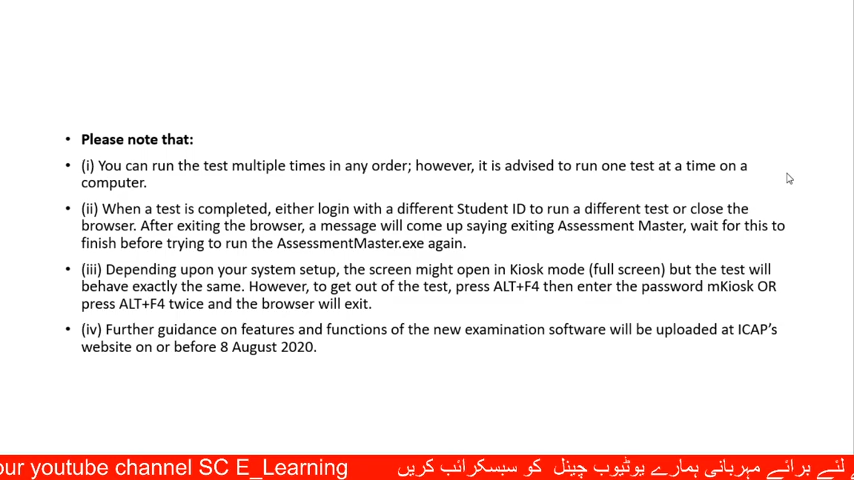 • Please note that:
• (i) You can run the test multiple times in any order; however, it is advised to run one test at a time on a
computer.
• (ii) When a test is completed, either login with a different Student ID to run a different test or close the
browser. After exiting the browser, a message will come up saying exiting Assessment Master, wait for this to
finish before trying to run the AssessmentMaster.exe again.
• (iii) Depending upon your system setup, the screen might open in Kiosk mode (full screen) but the test will
behave exactly the same. However, to get out of the test, press ALT+F4 then enter the password mKiosk OR
press ALT+F4 twice and the browser will exit.
• (iv) Further guidance on features and functions of the new examination software will be uploaded at ICAP's
website on or before 8 August 2020.
our youtube channel SC E_Learning
لئے برائے مہربانی ہمارے یوٹیوب چینل کو سبسکرائب کریں